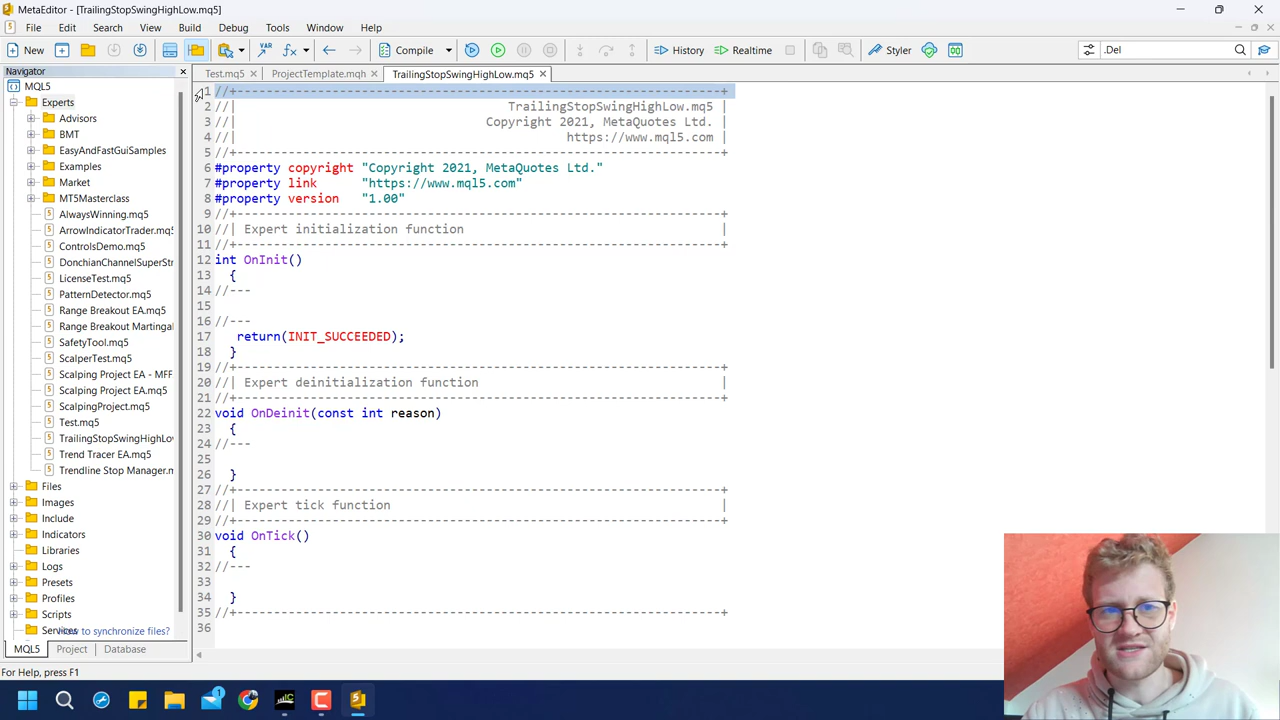 MetaEditor - [TrailingStopSwingHighLow.mq5]
File Edit Search View Build Debug Tools Window Help
New Compile History Realtime Styler .Del
Navigator
MQL5
Experts
Advisors
BMT
EasyAndFastGuiSamples
Examples
Market
MT5Masterclass
AlwaysWinning.mq5
ArrowIndicatorTrader.mq5
ControlsDemo.mq5
DonchianChannelSuperStr
LicenseTest.mq5
PatternDetector.mq5
Range Breakout EA.mq5
Range Breakout Martingal
SafetyTool.mq5
ScalperTest.mq5
Scalping Project EA - MFF
Scalping Project EA.mq5
ScalpingProject.mq5
Test.mq5
TrailingStopSwingHighLow
Trend Tracer EA.mq5
Trendline Stop Manager.m
Files
Images
Include
Indicators
Libraries
Logs
Presets
Profiles
Scripts
Services
How to synchronize files?
MQL5 Project Database
Test.mq5 ProjectTemplate.mqh TrailingStopSwingHighLow.mq5
1 //+------------------------------------------------------------------+
2 //| TrailingStopSwingHighLow.mq5 |
3 //| Copyright 2021, MetaQuotes Ltd. |
4 //| https://www.mql5.com |
5 //+------------------------------------------------------------------+
6 #property copyright "Copyright 2021, MetaQuotes Ltd."
7 #property link "https://www.mql5.com"
8 #property version "1.00"
9 //+------------------------------------------------------------------+
10 //| Expert initialization function |
11 //+------------------------------------------------------------------+
12 int OnInit()
13 {
14 //---
15
16 //---
17 return(INIT_SUCCEEDED);
18 }
19 //+------------------------------------------------------------------+
20 //| Expert deinitialization function |
21 //+------------------------------------------------------------------+
22 void OnDeinit(const int reason)
23 {
24 //---
25
26 }
27 //+------------------------------------------------------------------+
28 //| Expert tick function |
29 //+------------------------------------------------------------------+
30 void OnTick()
31 {
32 //---
33
34 }
35 //+------------------------------------------------------------------+
36
For Help, press F1